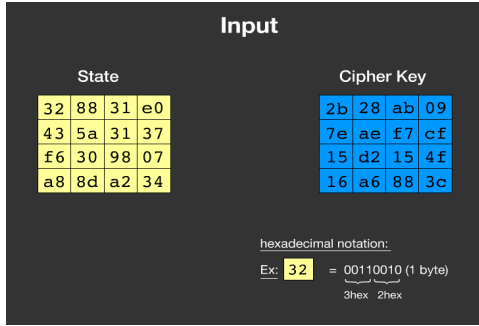 Input
State
Cipher Key
32 88 31 e0
43 5a 31 37
f6 30 98 07
a8 8d a2 34
2b 28 ab 09
7e ae f7 cf
15 d2 15 4f
16 a6 88 3c
hexadecimal notation:
Ex: 32 = 00110010 (1 byte)
3hex 2hex